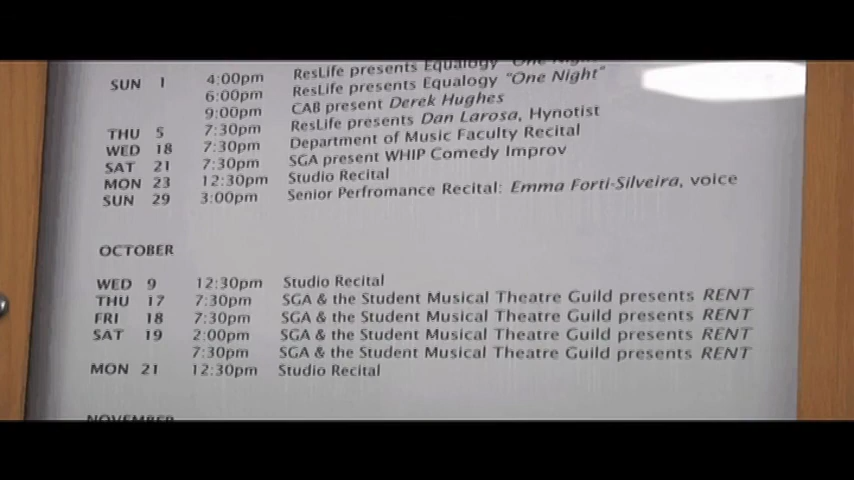 SUN 1 4:00pm ResLife presents Equalogy "One Night"
6:00pm ResLife presents Equalogy "One Night"
9:00pm CAB present Derek Hughes
THU 5 7:30pm ResLife presents Dan Larosa, Hynotist
WED 18 7:30pm Department of Music Faculty Recital
SAT 21 7:30pm SGA present WHIP Comedy Improv
MON 23 12:30pm Studio Recital
SUN 29 3:00pm Senior Perfromance Recital: Emma Forti-Silveira, voice
OCTOBER
WED 9 12:30pm Studio Recital
THU 17 7:30pm SGA & the Student Musical Theatre Guild presents RENT
FRI 18 7:30pm SGA & the Student Musical Theatre Guild presents RENT
SAT 19 2:00pm SGA & the Student Musical Theatre Guild presents RENT
7:30pm SGA & the Student Musical Theatre Guild presents RENT
MON 21 12:30pm Studio Recital
NOVEMBER